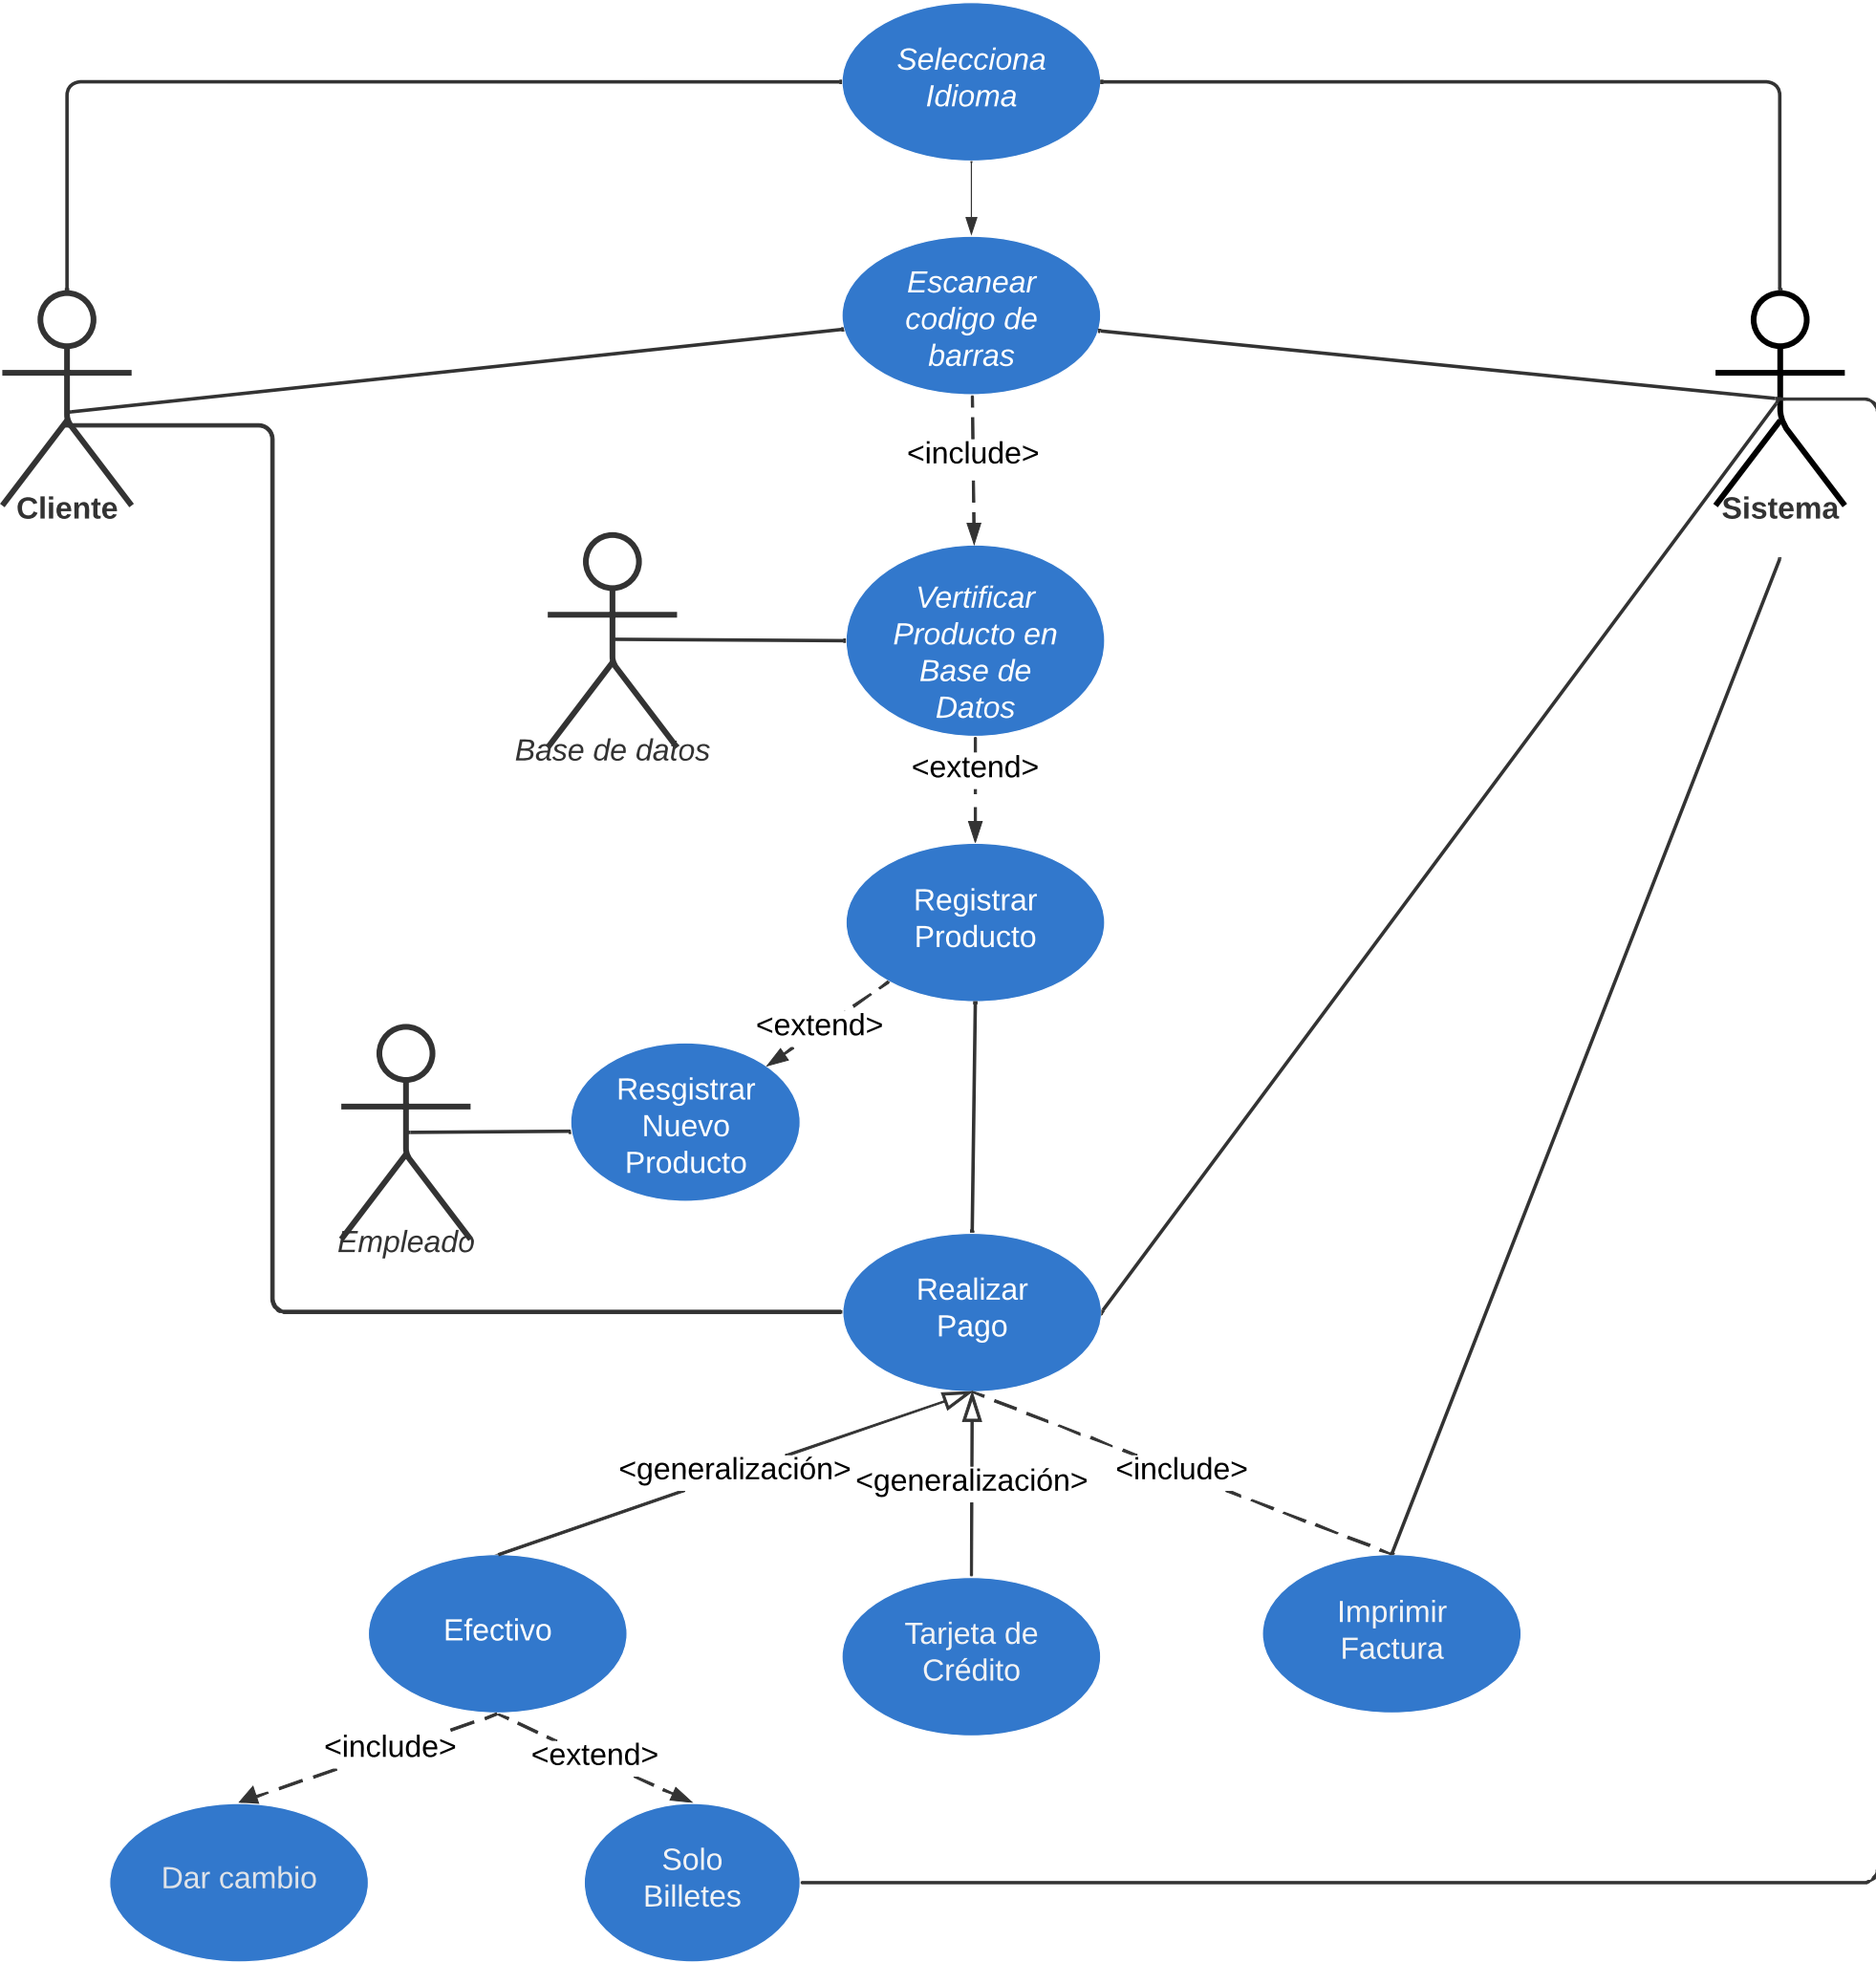 Selecciona
Idioma
Escanear
codigo de
barras
<include>
Cliente
Sistema
Vertificar
Producto en
Base de
Datos
Base de datos
<extend>
Registrar
Producto
<extend>
Resgistrar
Nuevo
Producto
Empleado
Realizar
Pago
<generalización>
<generalización>
<include>
Efectivo
Tarjeta de
Crédito
Imprimir
Factura
<include>
<extend>
Dar cambio
Solo
Billetes